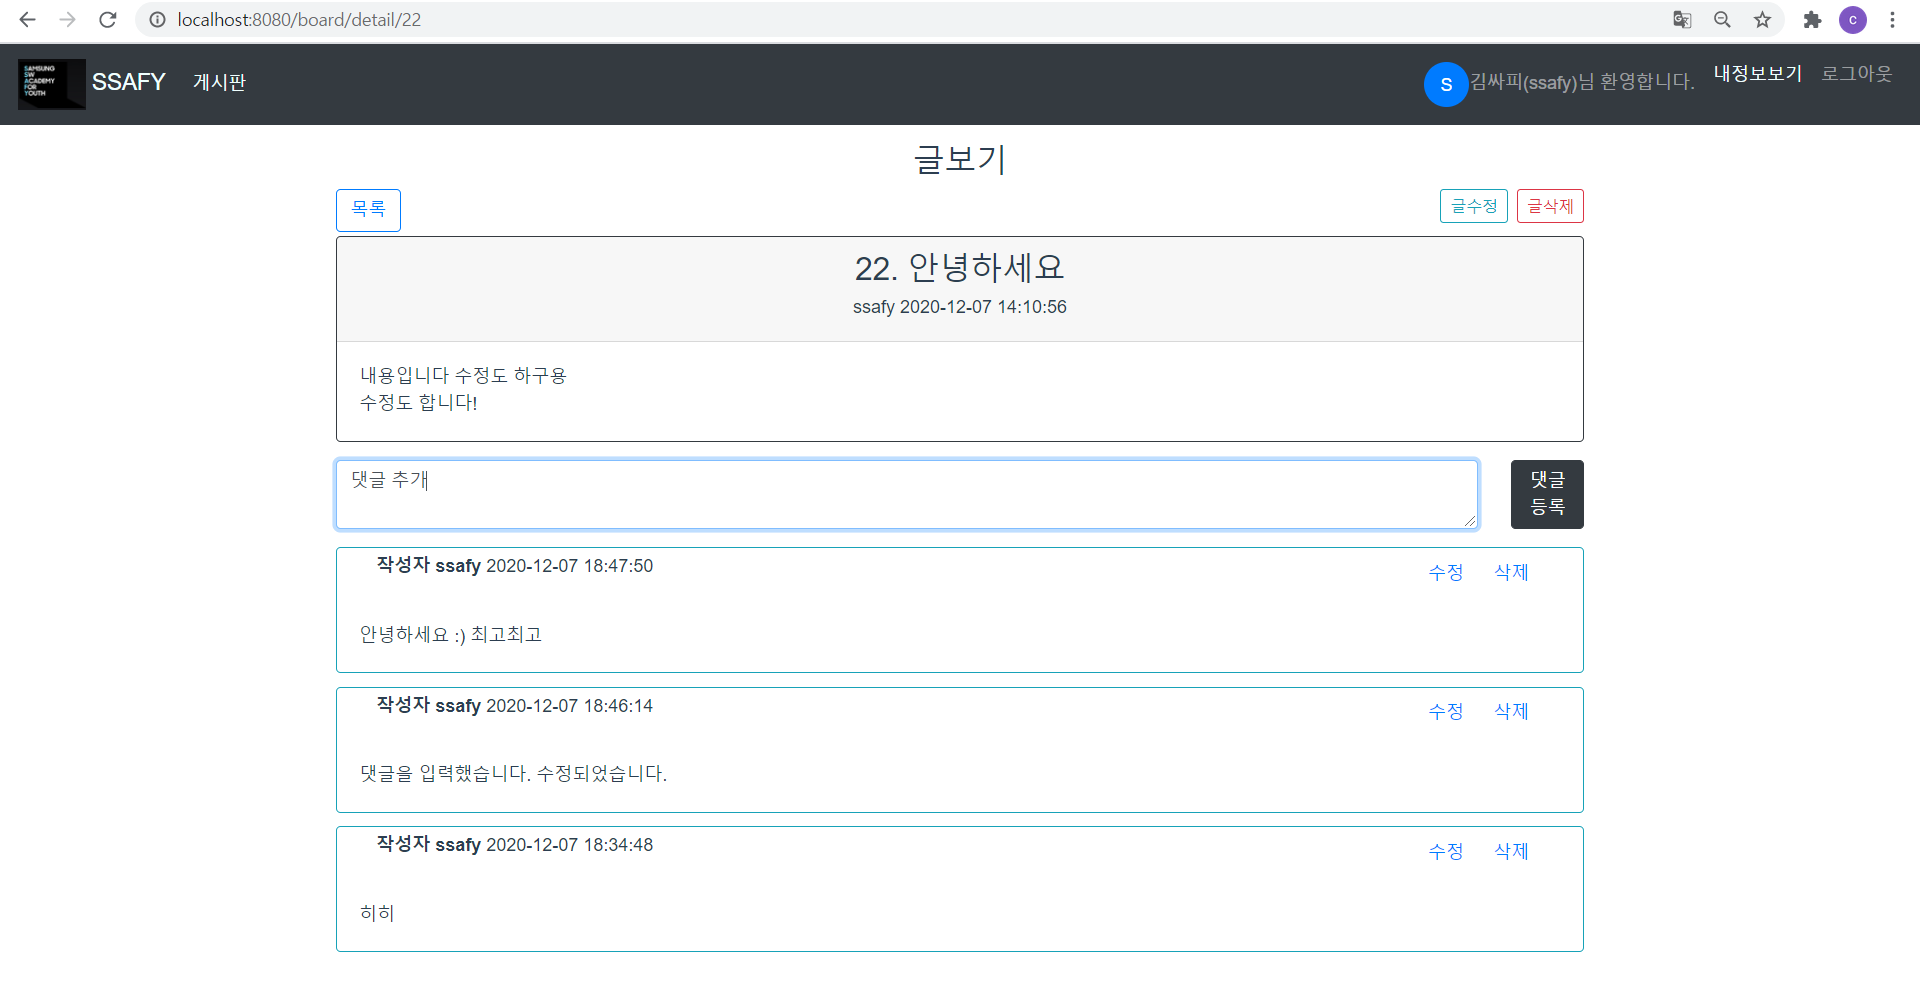 localhost:8080/board/detail/22
C
SAMSUNG
SW
ACADEMY
FOR
YOUTH
SSAFY 게시판
S 김싸피(ssafy)님 환영합니다. 내정보보기 로그아웃
글보기
목록 글수정 글삭제
22. 안녕하세요
ssafy 2020-12-07 14:10:56
내용입니다 수정도 하구용
수정도 합니다!
댓글 추개
댓글
등록
작성자 ssafy 2020-12-07 18:47:50 수정 삭제
안녕하세요 :) 최고최고
작성자 ssafy 2020-12-07 18:46:14 수정 삭제
댓글을 입력했습니다. 수정되었습니다.
작성자 ssafy 2020-12-07 18:34:48 수정 삭제
히히